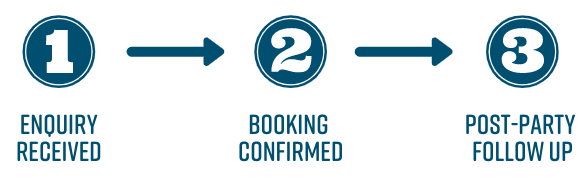 1
2
3
ENQUIRY
RECEIVED
BOOKING
CONFIRMED
POST-PARTY
FOLLOW UP